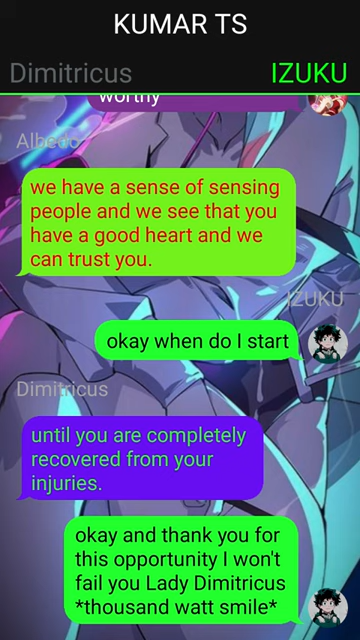 KUMAR TS
Dimitricus IZUKU
worthy
Albedo
we have a sense of sensing
people and we see that you
have a good heart and we
can trust you.
IZUKU
okay when do I start
Dimitricus
until you are completely
recovered from your
injuries.
okay and thank you for
this opportunity I won't
fail you Lady Dimitricus
*thousand watt smile*